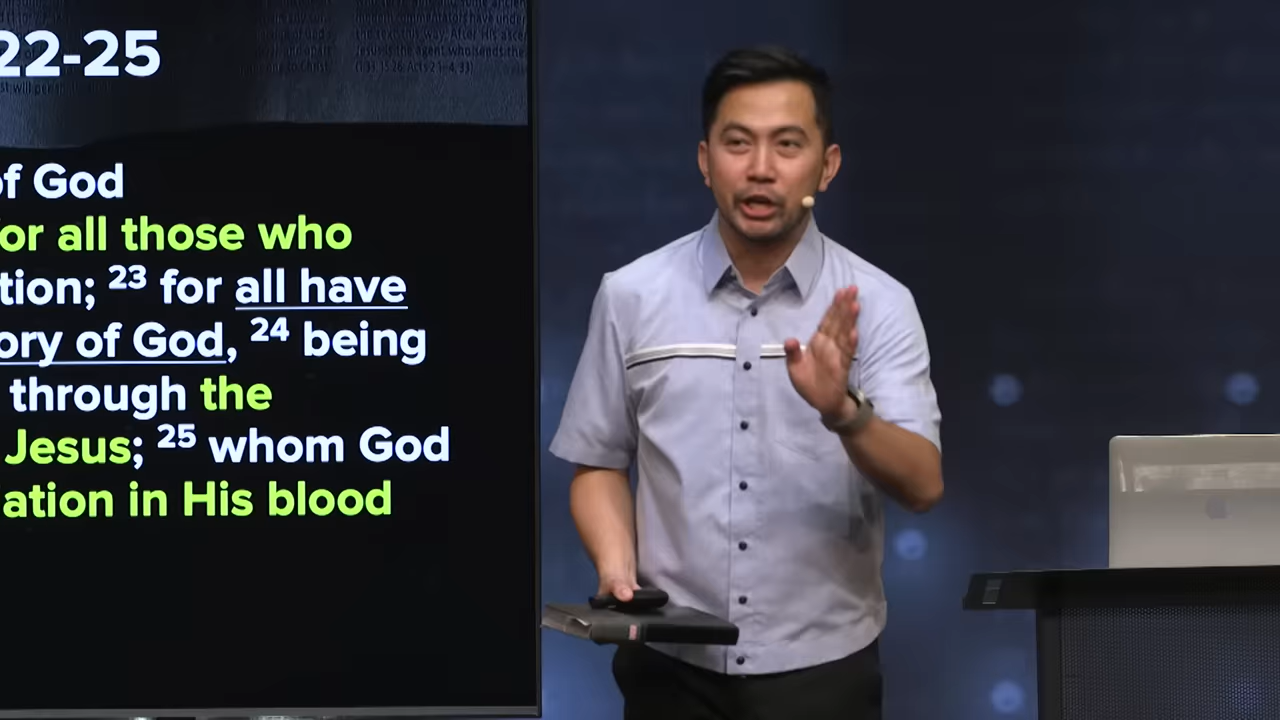 22-25
of God
for all those who
tion; 23 for all have
ory of God, 24 being
through the
Jesus; 25 whom God
iation in His blood